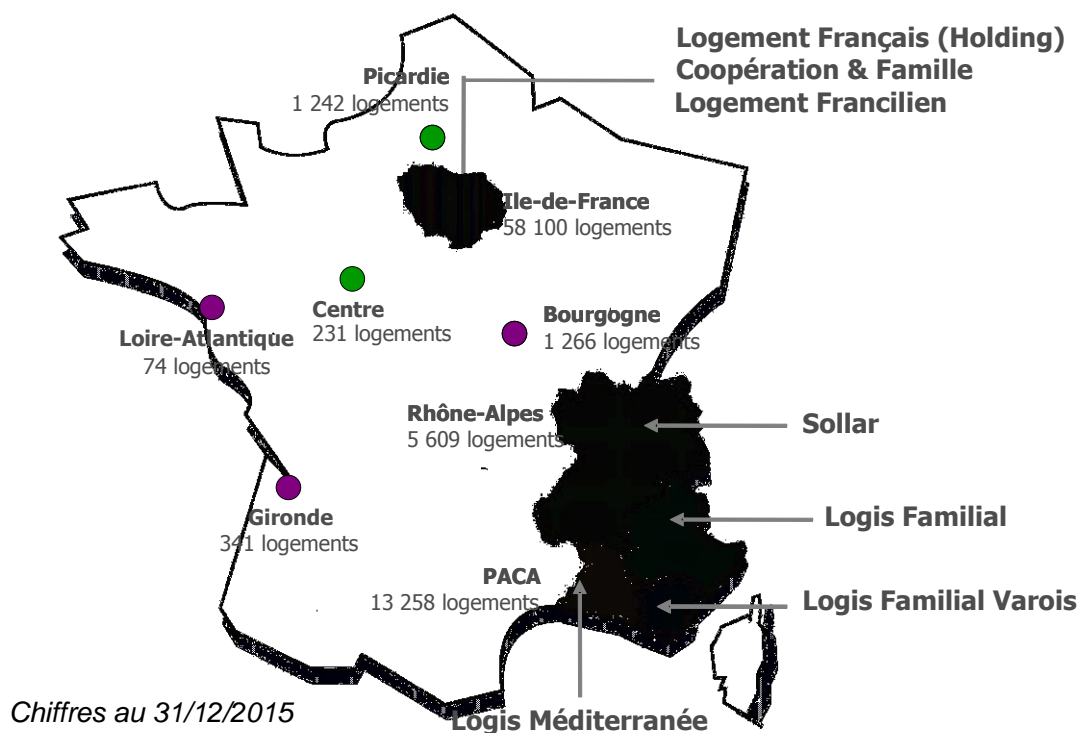 Logement Français (Holding)
Coopération & Famille
Logement Francilien
Picardie
1 242 logements
Ile-de-France
58 100 logements
Centre
231 logements
Bourgogne
1 266 logements
Loire-Atlantique
74 logements
Rhône-Alpes
5 609 logements
Sollar
Gironde
341 logements
Logis Familial
PACA
13 258 logements
Logis Familial Varois
Chiffres au 31/12/2015
Logis Méditerranée